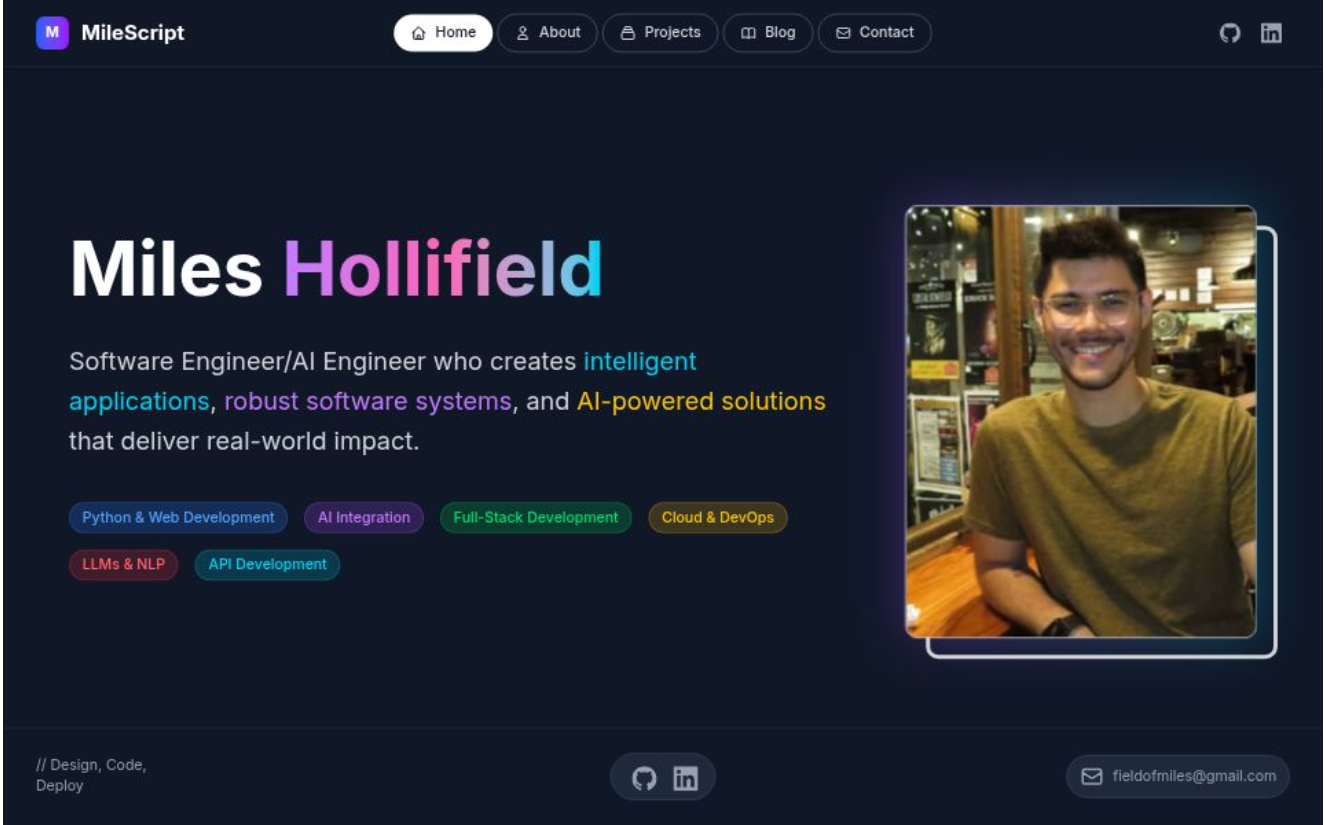 M MileScript
Home
About
Projects
Blog
Contact
Miles Hollifield
Software Engineer/AI Engineer who creates intelligent
applications, robust software systems, and AI-powered solutions
that deliver real-world impact.
Python & Web Development
AI Integration
Full-Stack Development
Cloud & DevOps
LLMs & NLP
API Development
// Design, Code,
Deploy
in
fieldofmiles@gmail.com